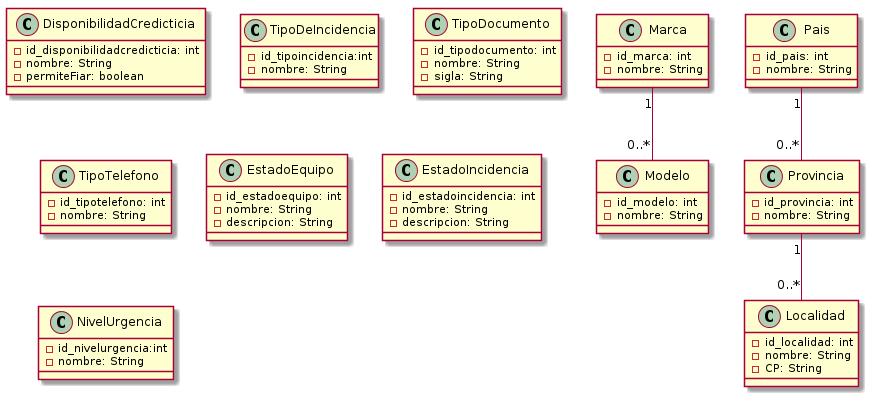 C DisponibilidadCredicticia
id_disponibilidadcredicticia: int
nombre: String
permiteFiar: boolean
C TipoDeIncidencia
id_tipoincidencia:int
nombre: String
C TipoDocumento
id_tipodocumento: int
nombre: String
sigla: String
C Marca
id_marca: int
nombre: String
C Pais
id_pais: int
nombre: String
1
0..*
1
0..*
C TipoTelefono
id_tipotelefono: int
nombre: String
C EstadoEquipo
id_estadoequipo: int
nombre: String
descripcion: String
C EstadoIncidencia
id_estadoincidencia: int
nombre: String
descripcion: String
C Modelo
id_modelo: int
nombre: String
C Provincia
id_provincia: int
nombre: String
1
0..*
C NivelUrgencia
id_nivelurgencia:int
nombre: String
C Localidad
id_localidad: int
nombre: String
CP: String